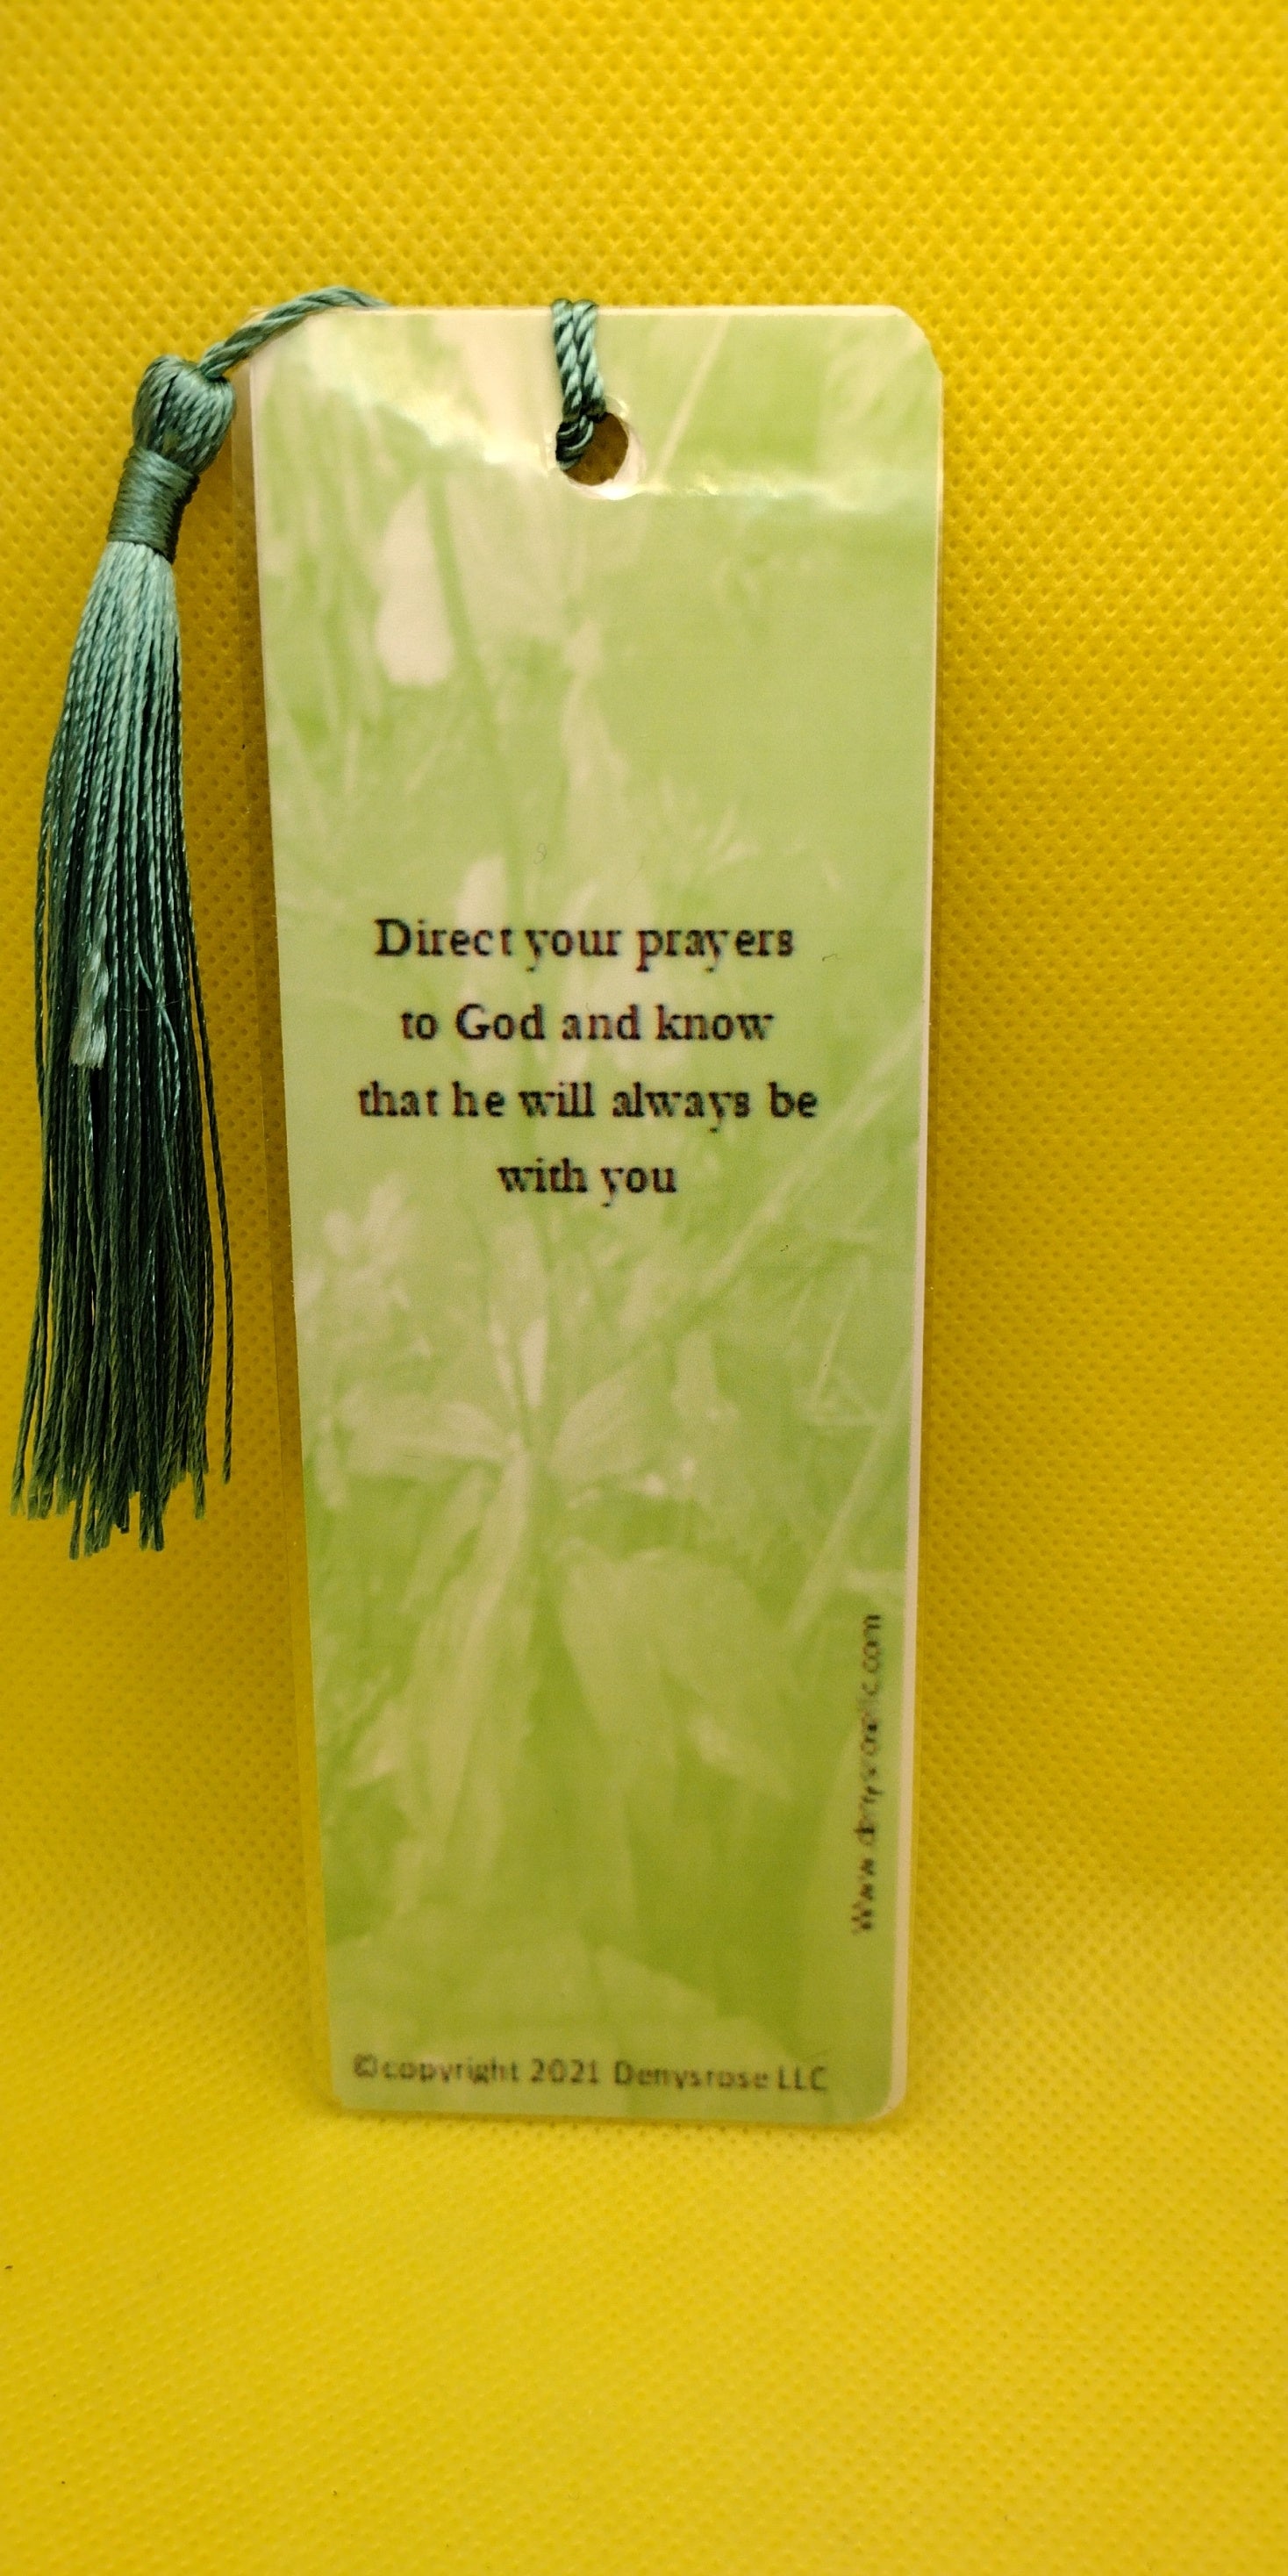 Direct your prayers
to God and know
that he will always be
with you
©copyright 2021 Denysrose LLC